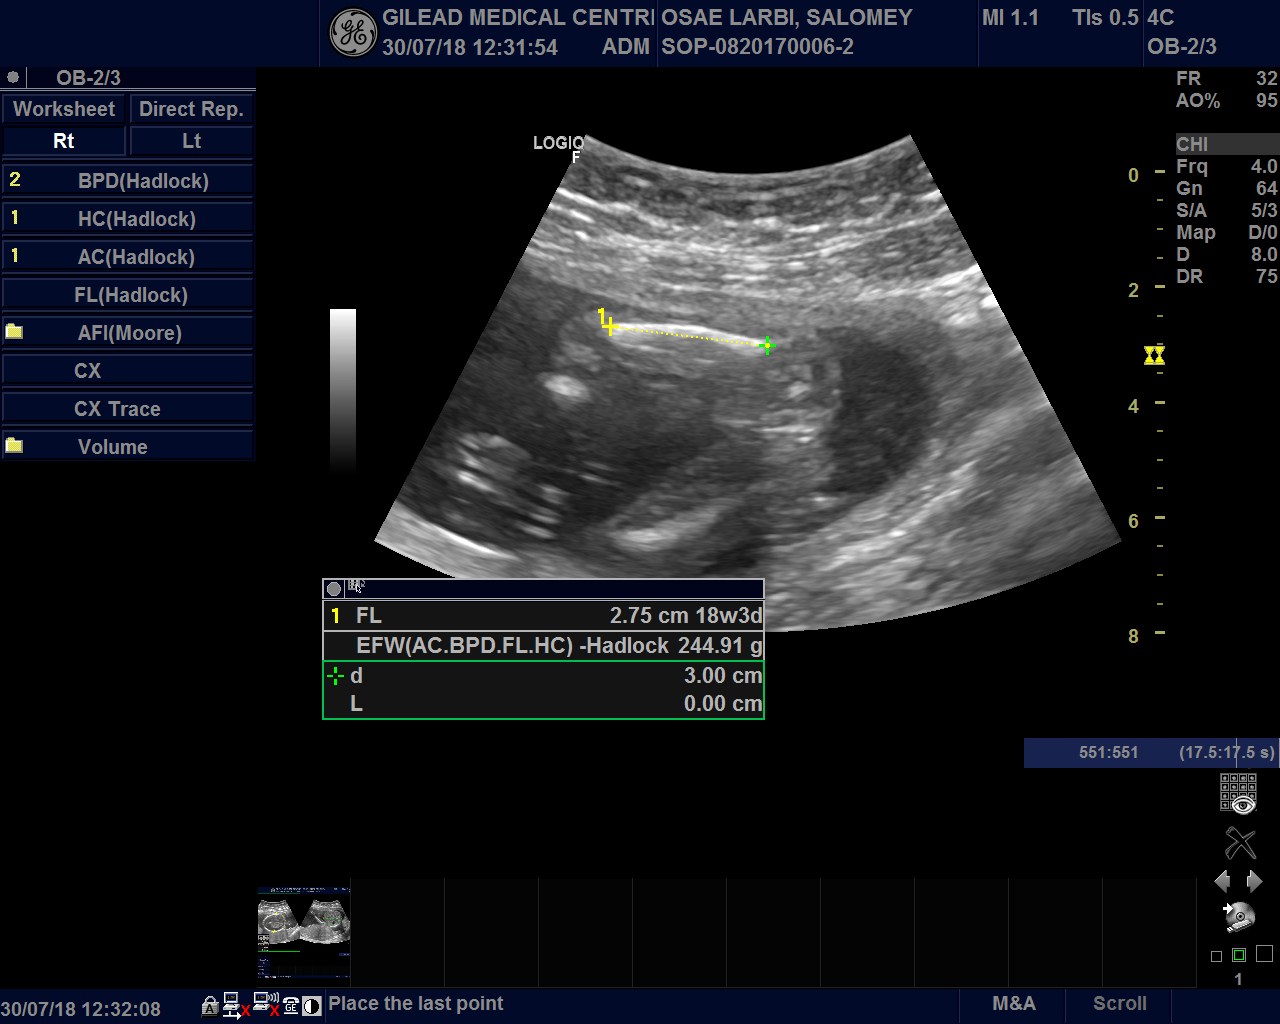 GILEAD MEDICAL CENTR
OSAE LARBI, SALOMEY
MI 1.1
TIs 0.5
4C
30/07/18 12:31:54
ADM
SOP-0820170006-2
OB-2/3
OB-2/3
Worksheet
Direct Rep.
Rt
Lt
2 BPD(Hadlock)
1 HC(Hadlock)
1 AC(Hadlock)
FL(Hadlock)
AFI(Moore)
CX
CX Trace
Volume
LOGIQ
F
1
0
2
4
6
8
FR 32
AO% 95
CHI
Frq 4.0
Gn 64
S/A 5/3
Map D/0
D 8.0
DR 75
1 FL 2.75 cm 18w3d
EFW(AC.BPD.FL.HC) -Hadlock 244.91 g
d 3.00 cm
L 0.00 cm
551:551 (17.5:17.5 s)
1
30/07/18 12:32:08
Place the last point
M&A
Scroll